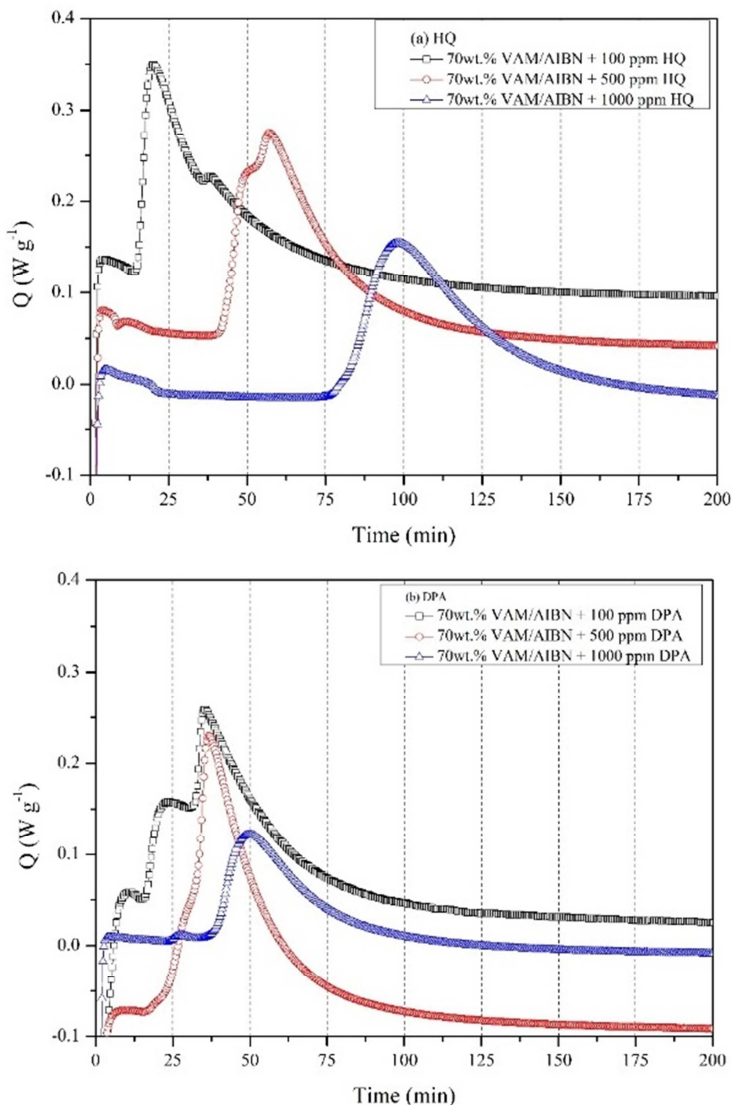 0.4
(a) HQ
70wt.% VAM/AIBN + 100 ppm HQ
70wt.% VAM/AIBN + 500 ppm HQ
70wt.% VAM/AIBN + 1000 ppm HQ
0.3
0.2
0.1
0.0
-0.1
Q (W g⁻¹)
0 25 50 75 100 125 150 175 200
Time (min)
0.4
(b) DPA
70wt.% VAM/AIBN + 100 ppm DPA
70wt.% VAM/AIBN + 500 ppm DPA
70wt.% VAM/AIBN + 1000 ppm DPA
0.3
0.2
0.1
0.0
-0.1
Q (W g⁻¹)
0 25 50 75 100 125 150 175 200
Time (min)